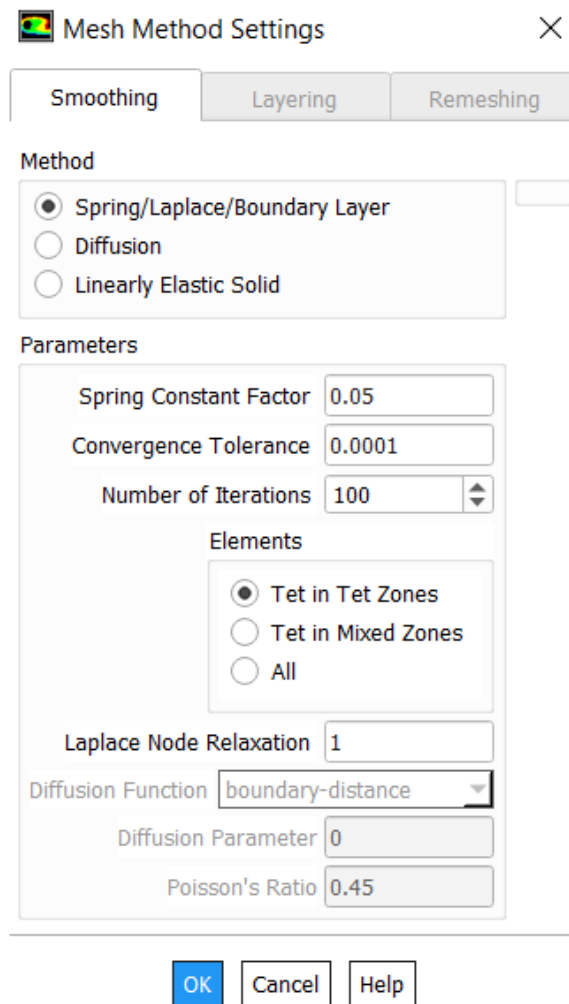 Mesh Method Settings
Smoothing Layering Remeshing
Method
Spring/Laplace/Boundary Layer
Diffusion
Linearly Elastic Solid
Parameters
Spring Constant Factor 0.05
Convergence Tolerance 0.0001
Number of Iterations 100
Elements
Tet in Tet Zones
Tet in Mixed Zones
All
Laplace Node Relaxation 1
Diffusion Function boundary-distance
Diffusion Parameter 0
Poisson's Ratio 0.45
OK Cancel Help